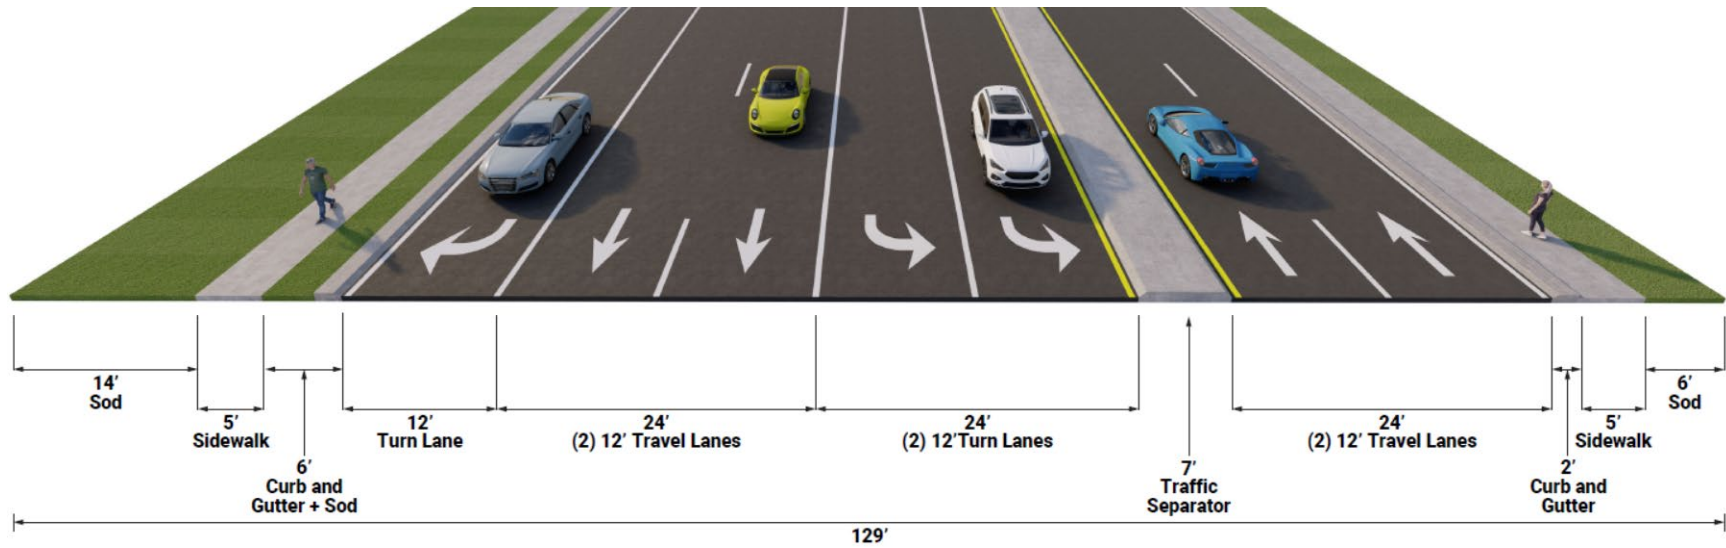 14’
Sod
5’
Sidewalk
6’
Curb and
Gutter + Sod
12’
Turn Lane
24’
(2) 12’ Travel Lanes
24’
(2) 12’Turn Lanes
7’
Traffic
Separator
24’
(2) 12’ Travel Lanes
2’
Curb and
Gutter
5’
Sidewalk
6’
Sod
129’